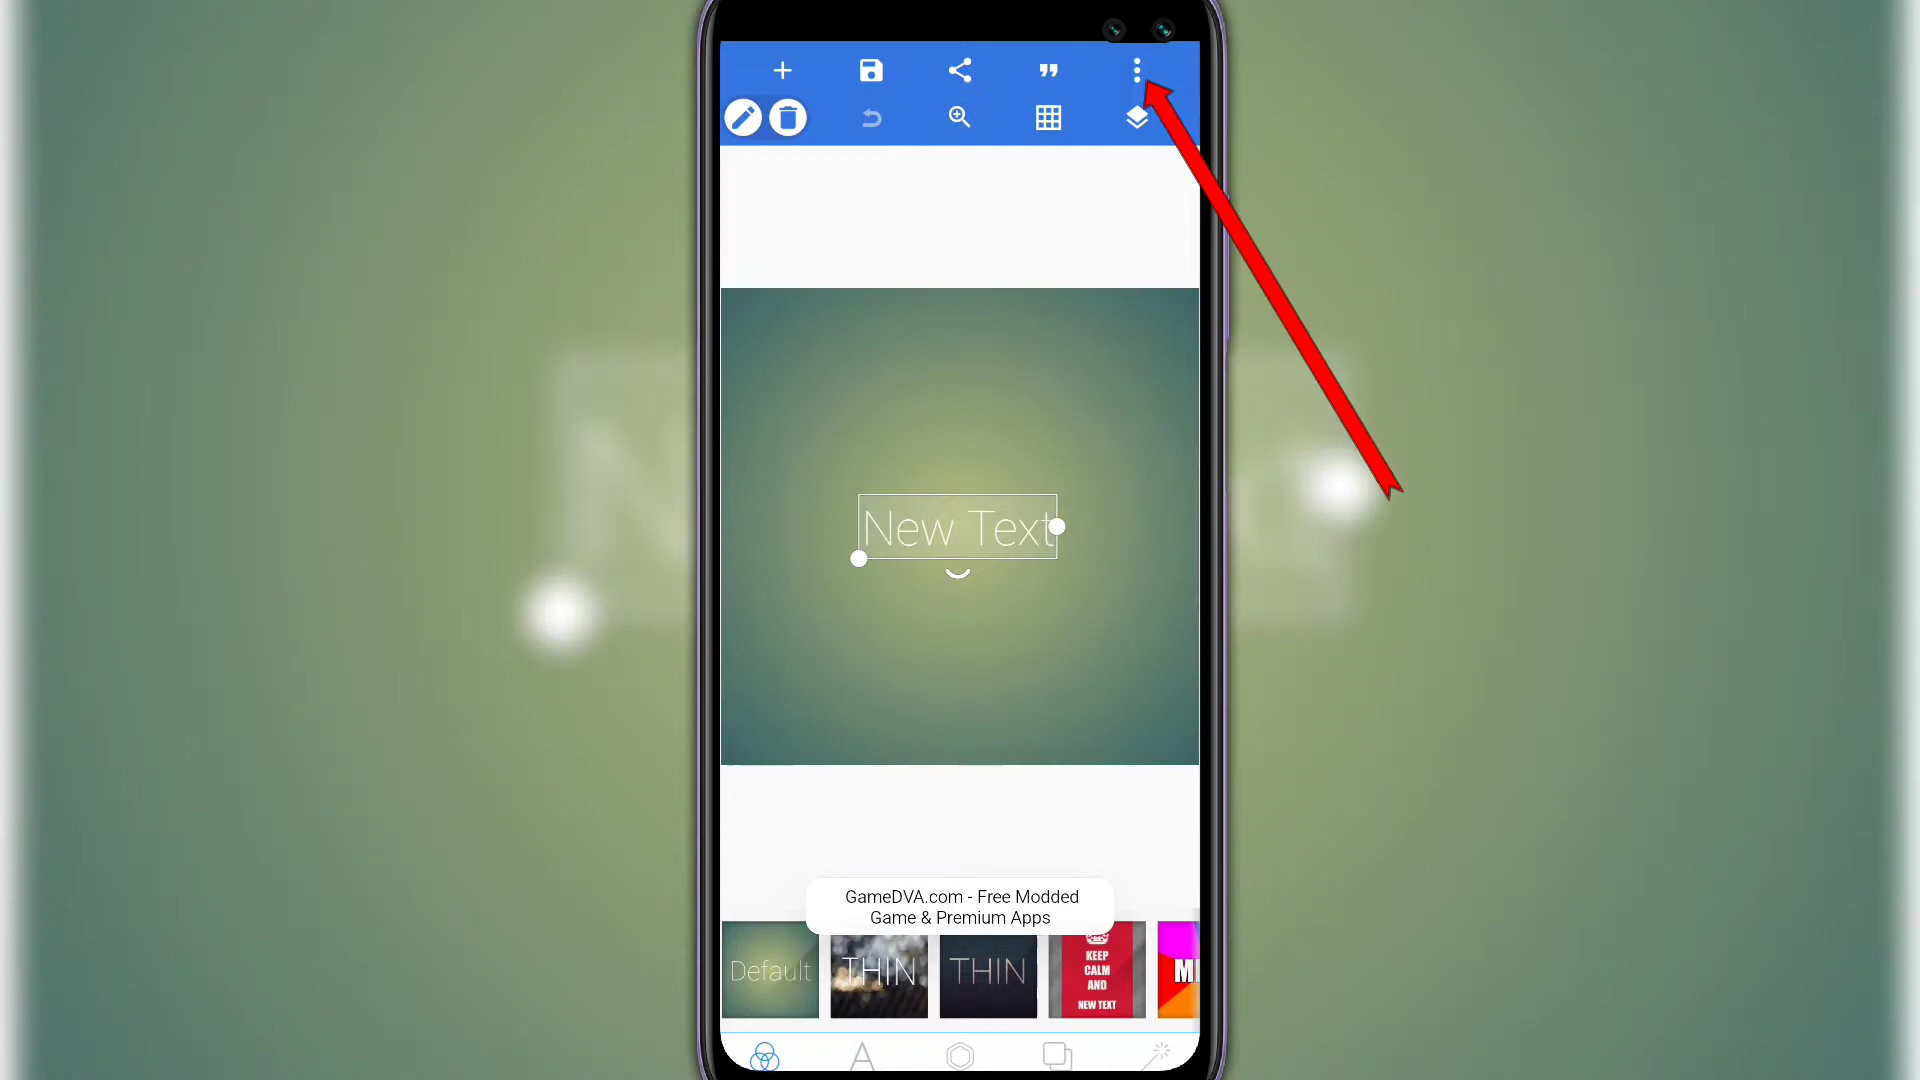 New Text
GameDVA.com - Free Modded
Game & Premium Apps
Default
THIN
THIN
KEEP
CALM
AND
NEW TEXT